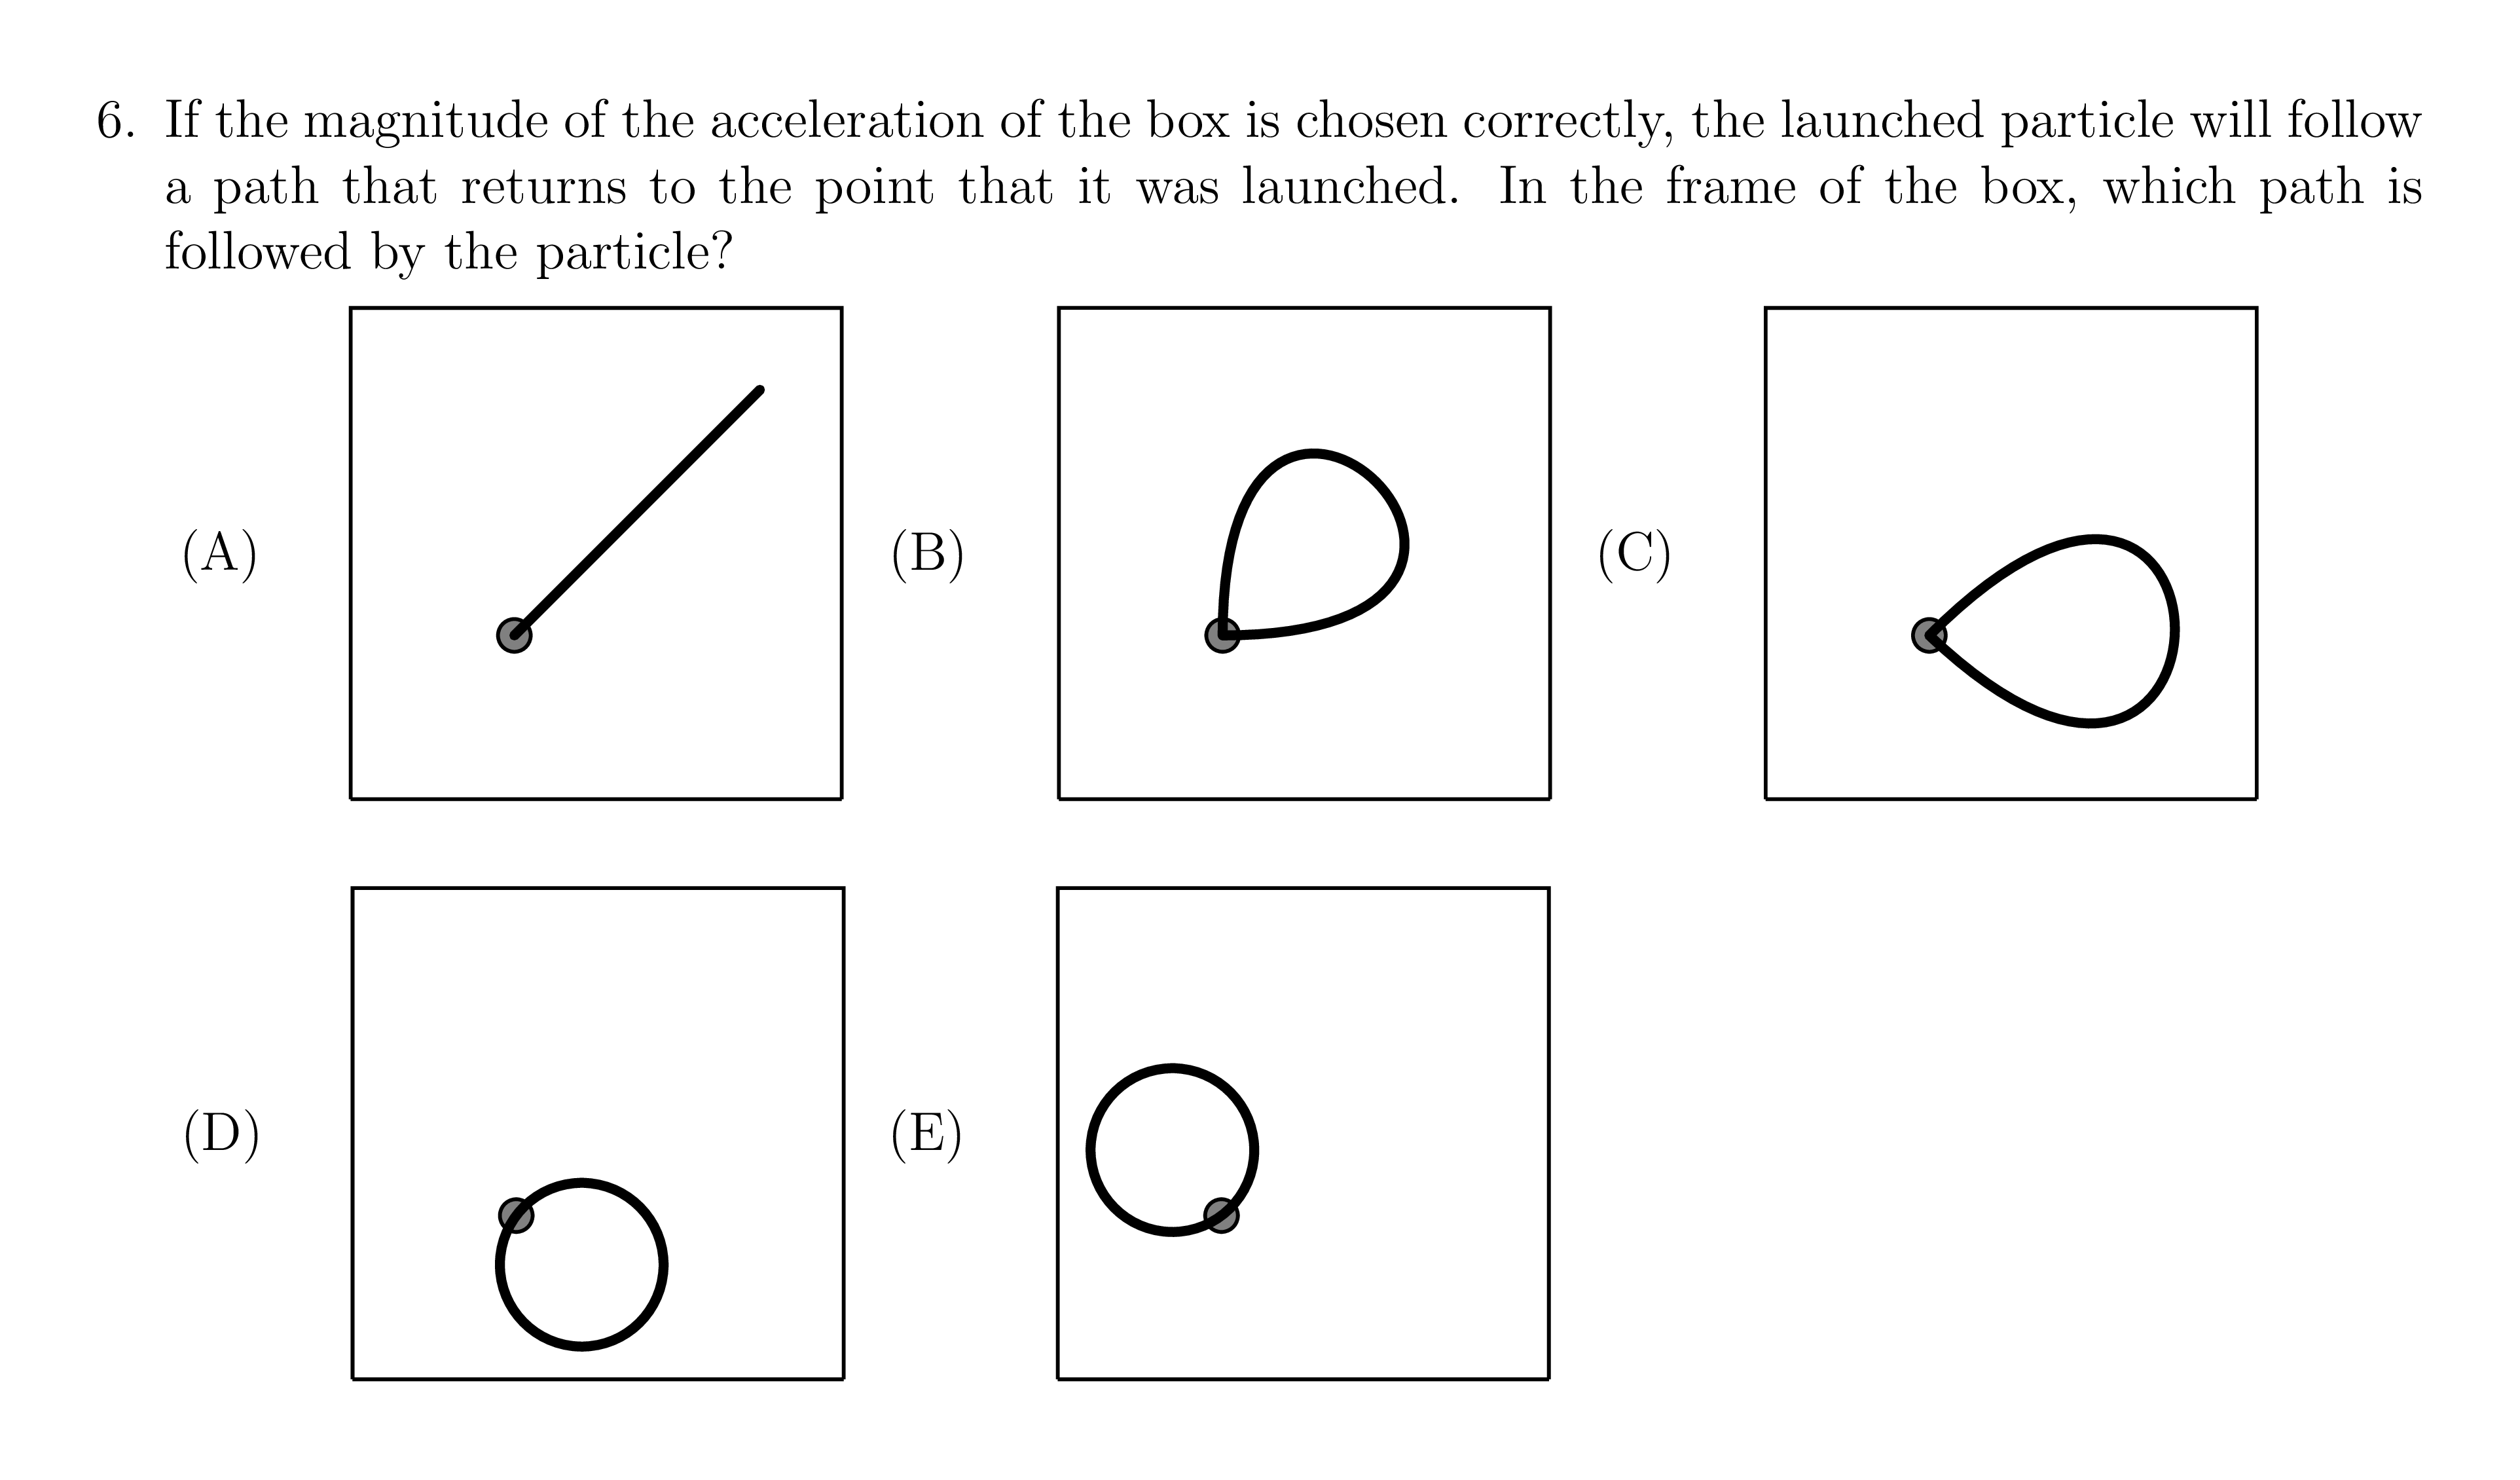 6. If the magnitude of the acceleration of the box is chosen correctly, the launched particle will follow
a path that returns to the point that it was launched. In the frame of the box, which path is
followed by the particle?
(A)
(B)
(C)
(D)
(E)